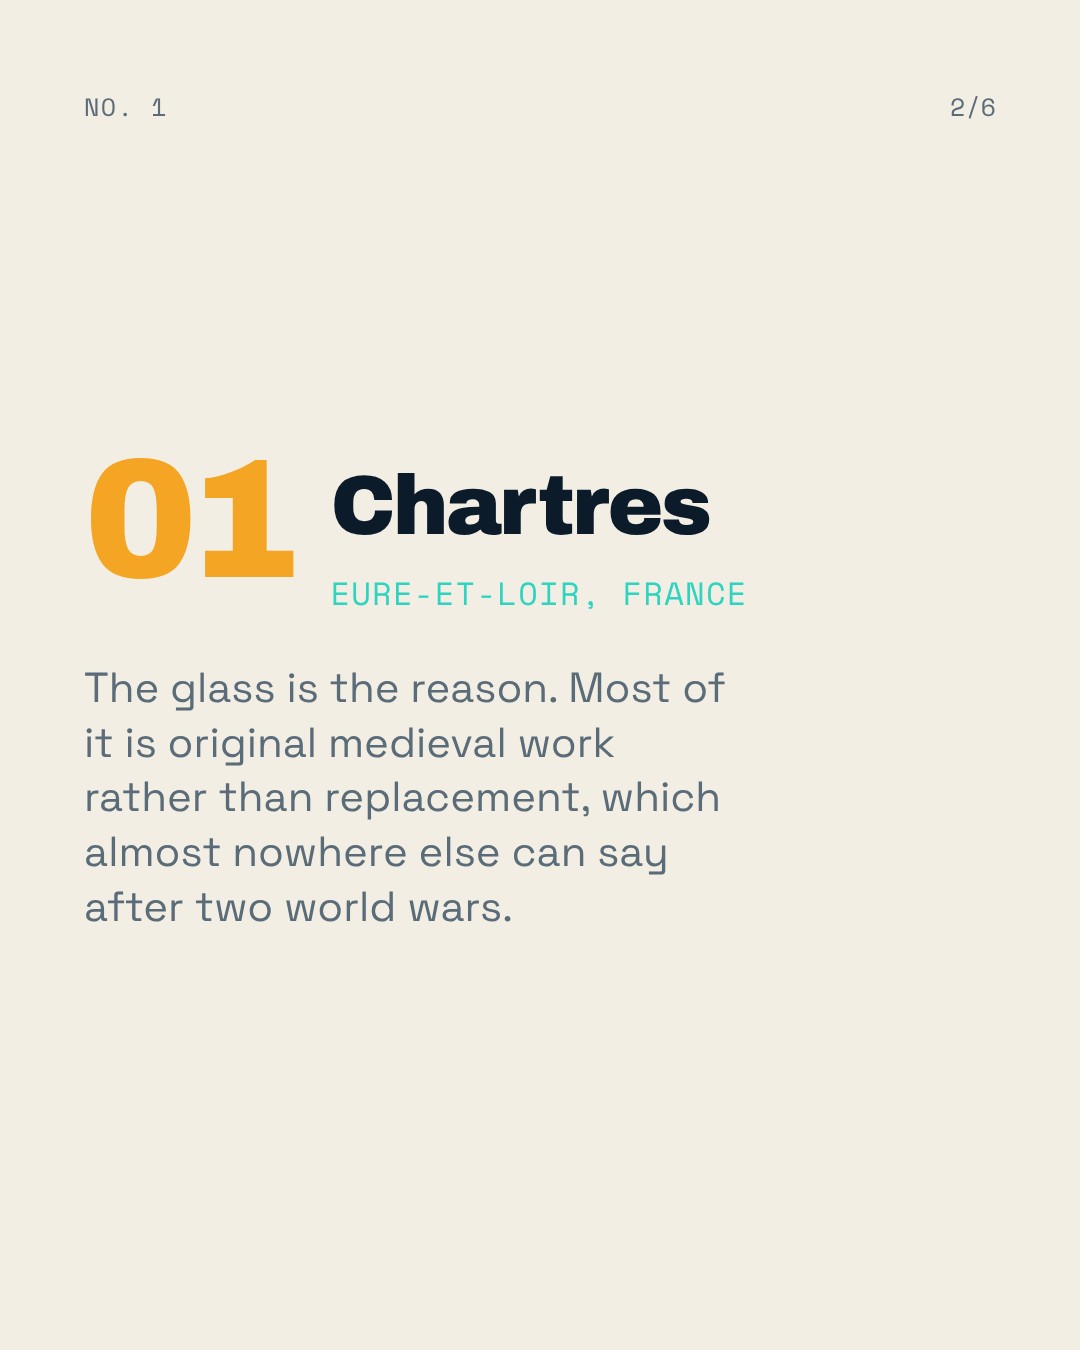 NO. 1
2/6
01
Chartres
EURE-ET-LOIR, FRANCE
The glass is the reason. Most of
it is original medieval work
rather than replacement, which
almost nowhere else can say
after two world wars.